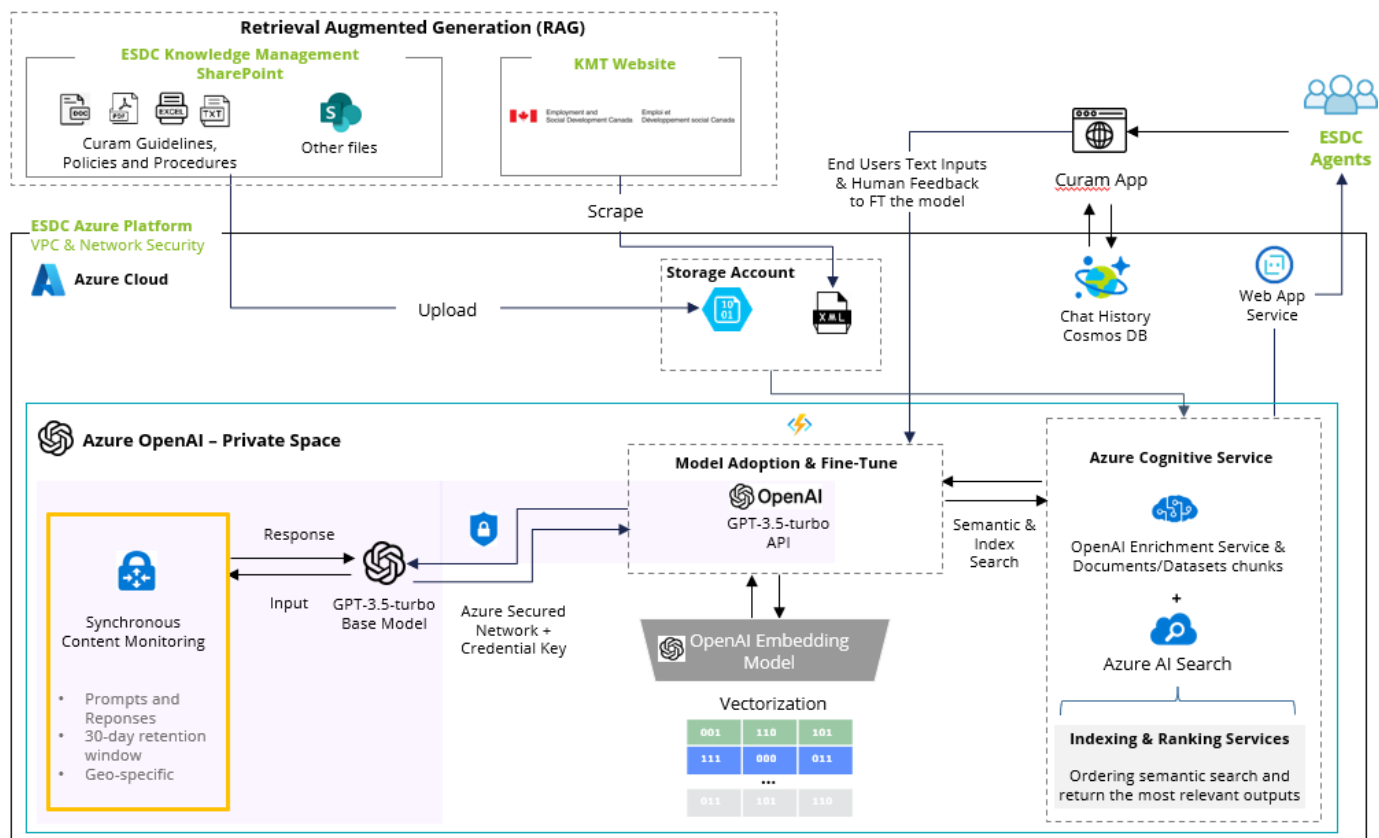 Retrieval Augmented Generation (RAG)
ESDC Knowledge Management
SharePoint
DOC
PDF
EXCEL
TXT
S
Curam Guidelines,
Policies and Procedures
Other files
KMT Website
Employment and
Social Development Canada
Emploi et
Développement social Canada
ESDC
Agents
Curam App
End Users Text Inputs
& Human Feedback
to FT the model
Scrape
ESDC Azure Platform
VPC & Network Security
Azure Cloud
Upload
Storage Account
10
01
XML
Chat History
Cosmos DB
Web App
Service
Azure OpenAI – Private Space
Model Adoption & Fine-Tune
OpenAI
GPT-3.5-turbo
API
Semantic &
Index
Search
Azure Cognitive Service
OpenAI Enrichment Service &
Documents/Datasets chunks
+
Azure AI Search
Indexing & Ranking Services
Ordering semantic search and
return the most relevant outputs
Synchronous
Content Monitoring
• Prompts and
Reponses
• 30-day retention
window
• Geo-specific
Response
Input
GPT-3.5-turbo
Base Model
Azure Secured
Network +
Credential Key
OpenAI Embedding
Model
Vectorization
001 110 101
111 000 011
...
011 101 110